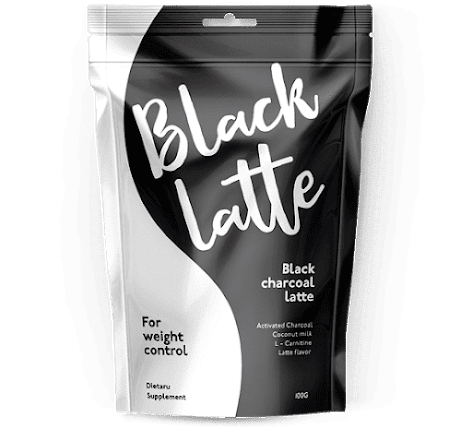 Black
latte
Black
charcoal
latte
Activated Charcoal
Coconut milk
L - Carnitine
Latte flavor
For
weight
control
Dietary
Supplement
100G